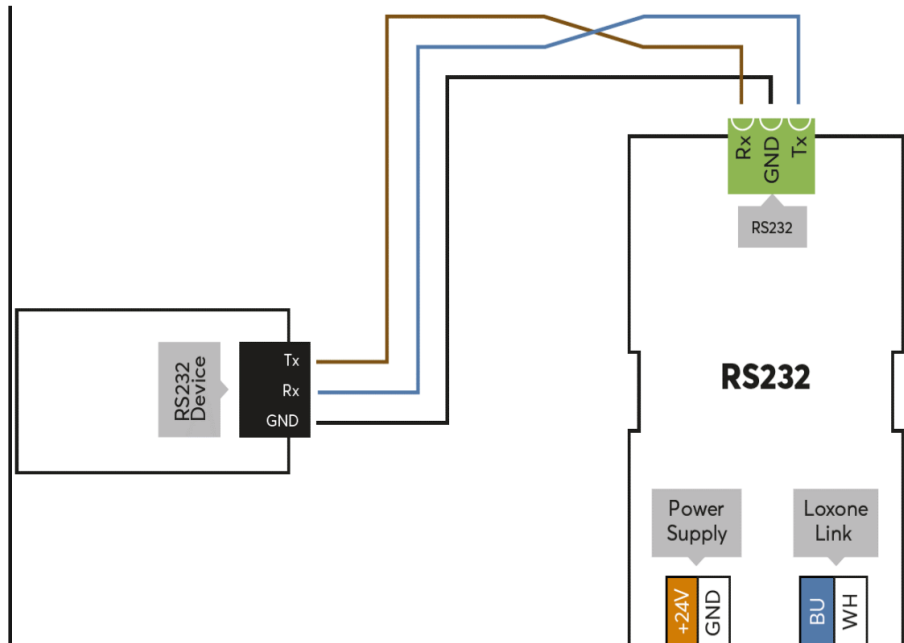 Rx
GND
Tx
RS232
RS232
Device
Tx
Rx
GND
RS232
Power
Supply
Loxone
Link
+24V
GND
BU
WH